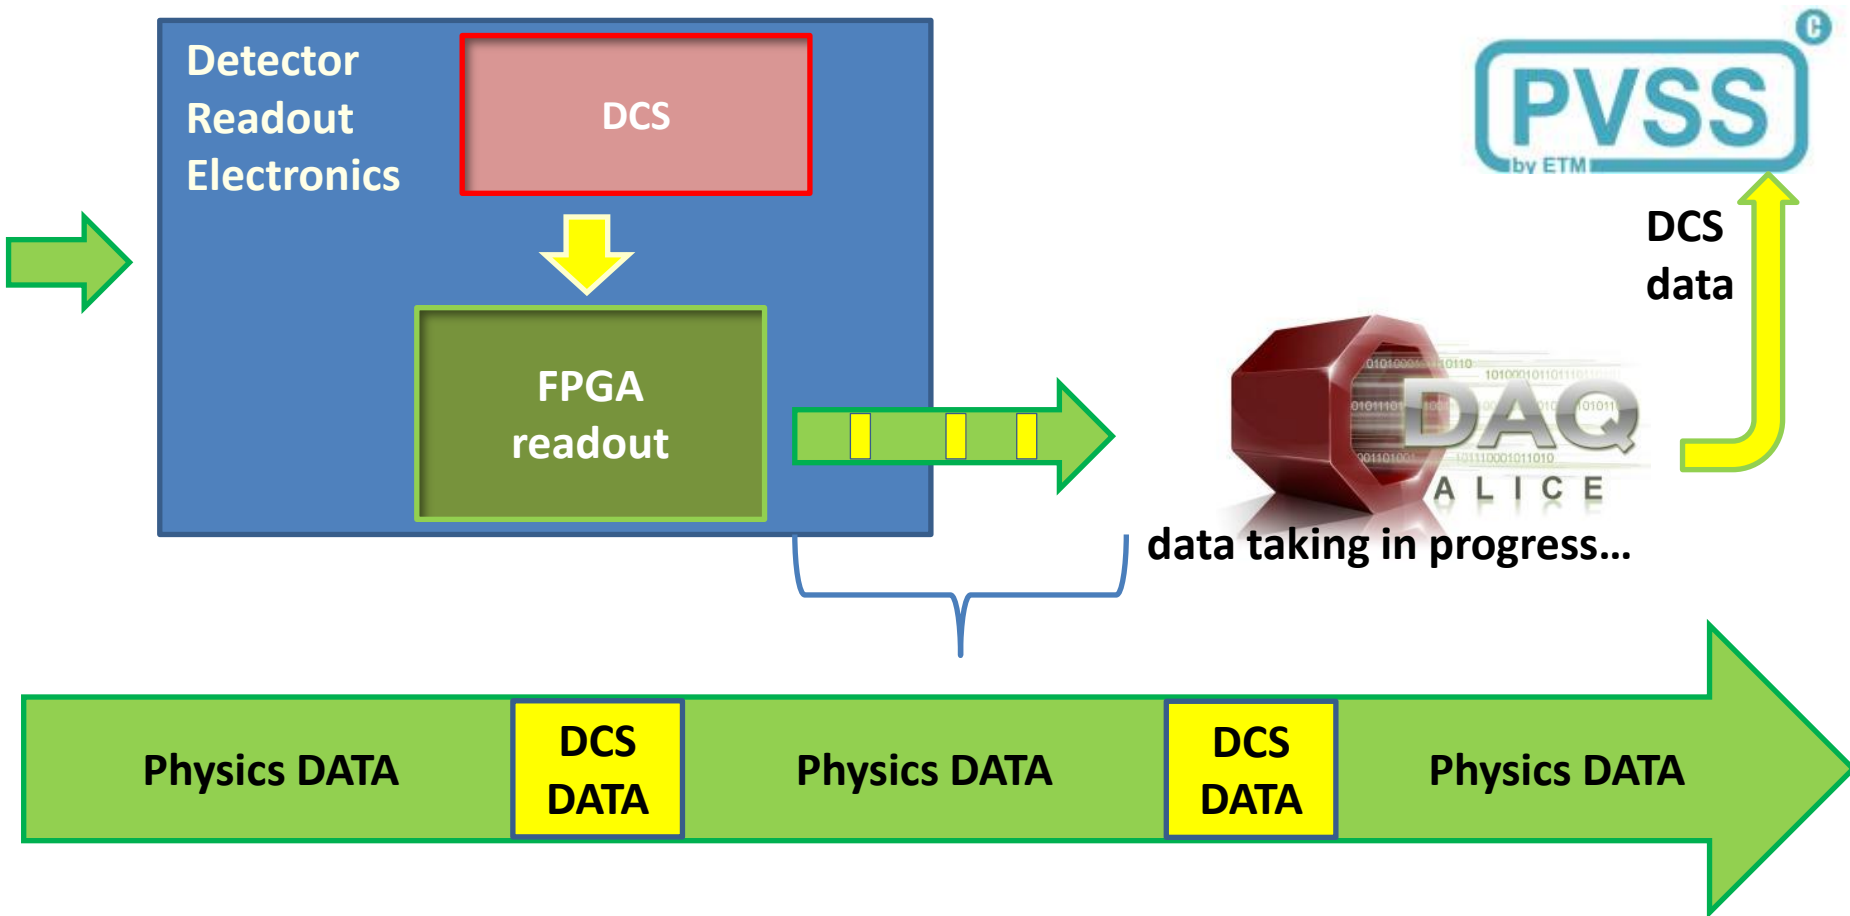 Detector
Readout
Electronics
DCS
FPGA
readout
C
PVSS
by ETM
DCS
data
DAQ
ALICE
data taking in progress...
Physics DATA
DCS
DATA
Physics DATA
DCS
DATA
Physics DATA